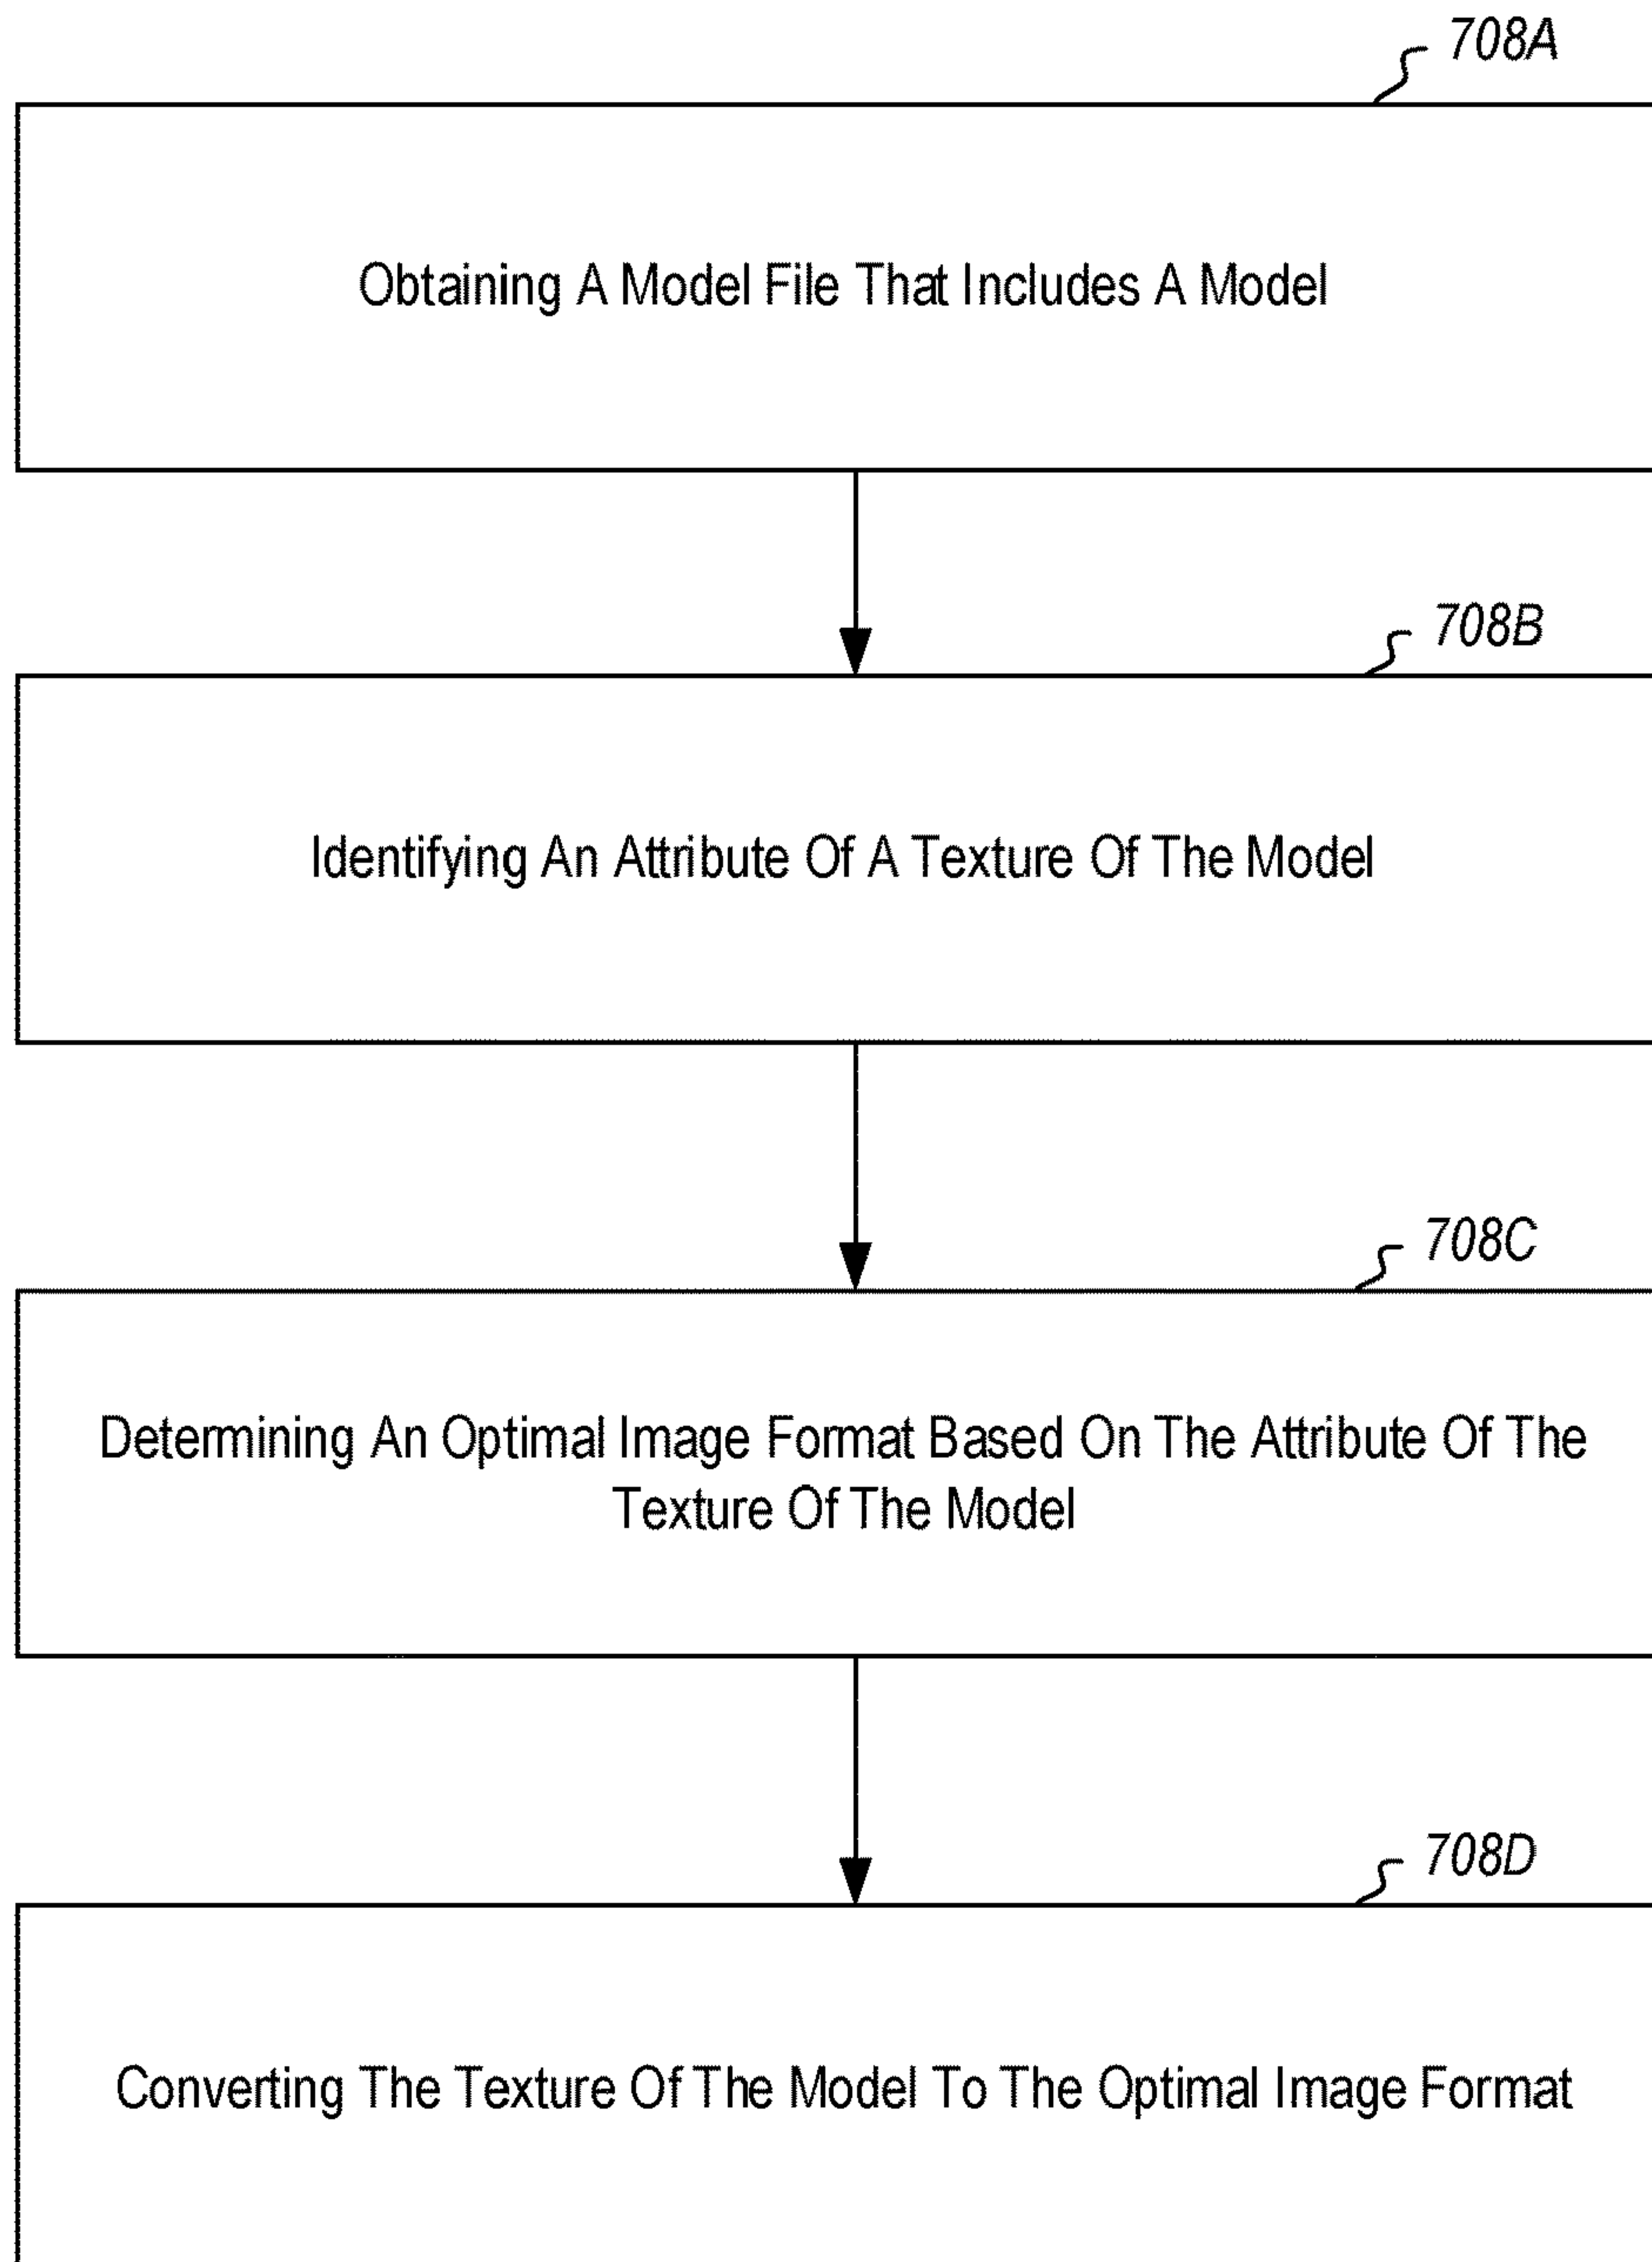 708A
Obtaining A Model File That Includes A Model
708B
Identifying An Attribute Of A Texture Of The Model
708C
Determining An Optimal Image Format Based On The Attribute Of The
Texture Of The Model
708D
Converting The Texture Of The Model To The Optimal Image Format